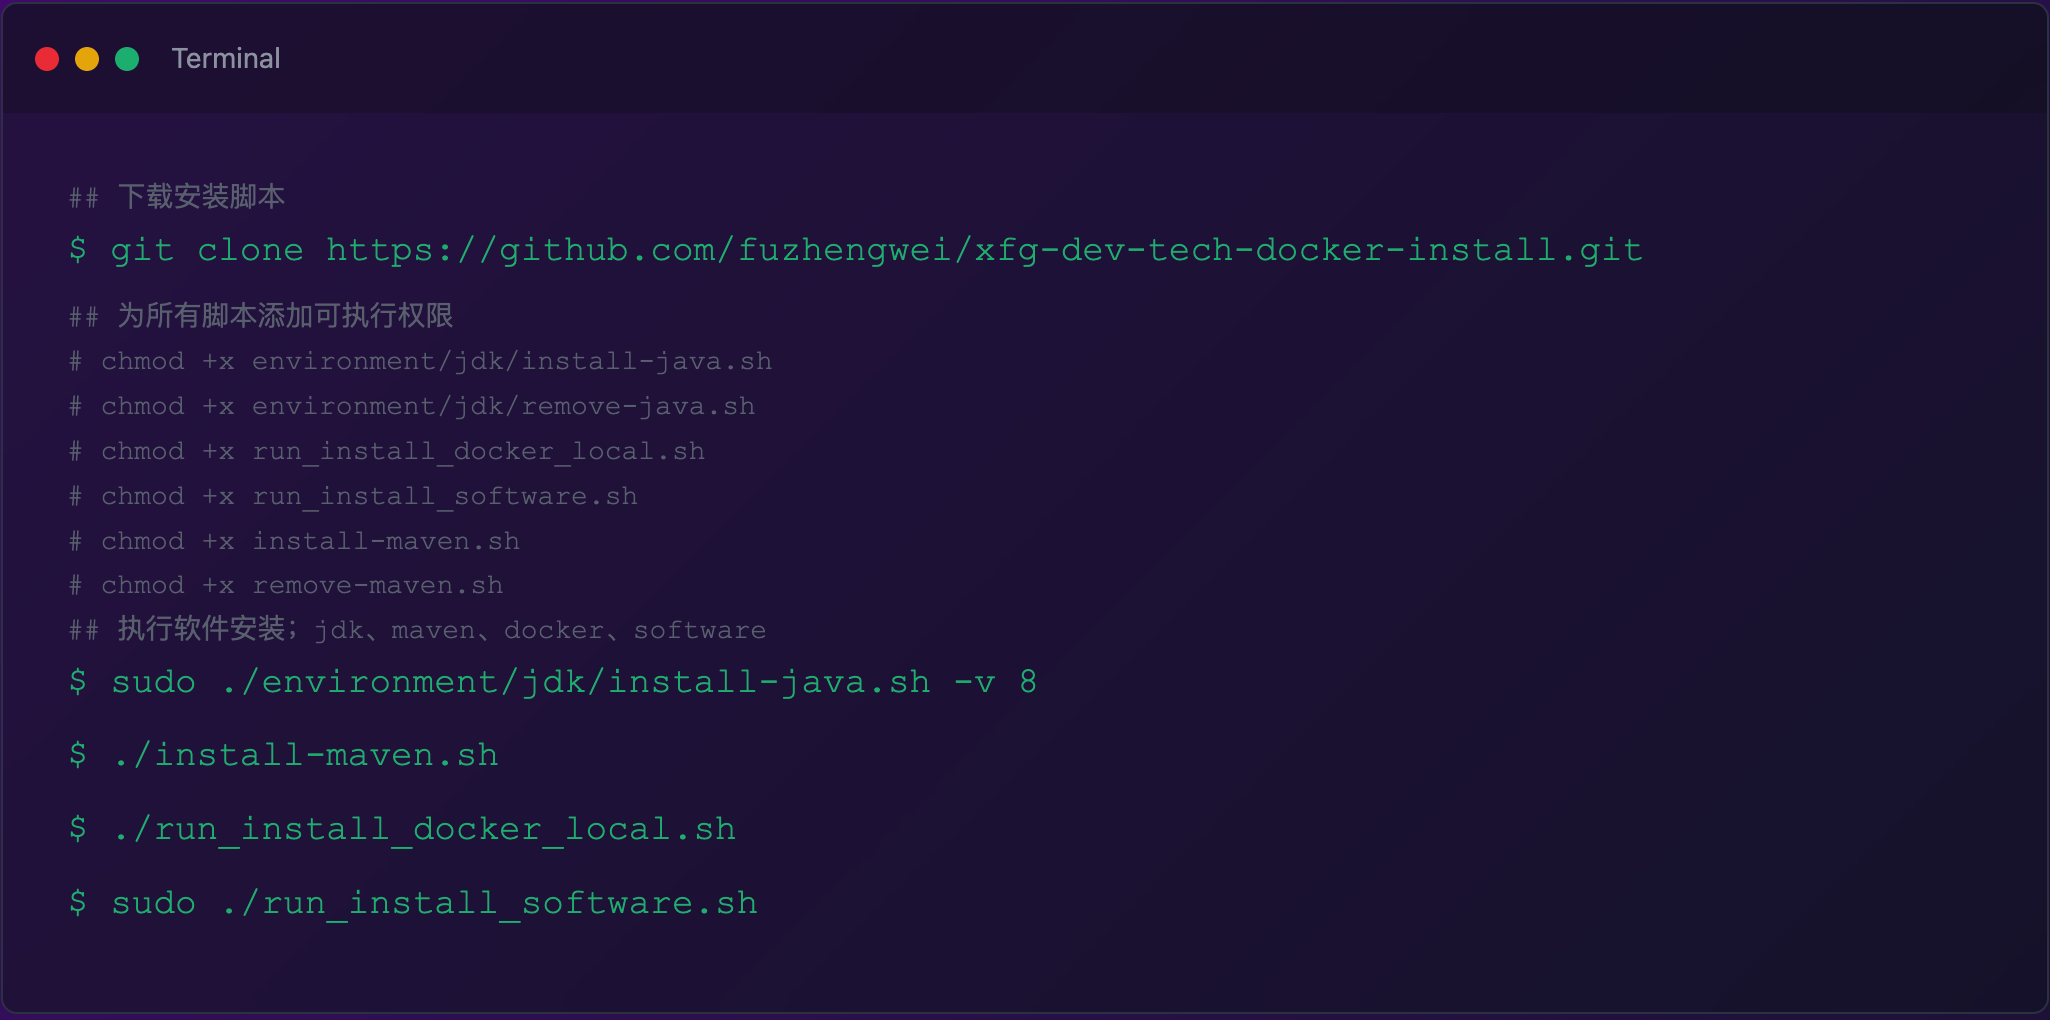 Terminal
## 下载安装脚本
$ git clone https://github.com/fuzhengwei/xfg-dev-tech-docker-install.git
## 为所有脚本添加可执行权限
# chmod +x environment/jdk/install-java.sh
# chmod +x environment/jdk/remove-java.sh
# chmod +x run_install_docker_local.sh
# chmod +x run_install_software.sh
# chmod +x install-maven.sh
# chmod +x remove-maven.sh
## 执行软件安装；jdk、maven、docker、software
$ sudo ./environment/jdk/install-java.sh -v 8
$ ./install-maven.sh
$ ./run_install_docker_local.sh
$ sudo ./run_install_software.sh